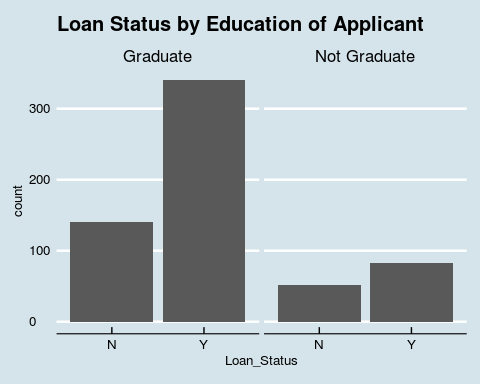 Loan Status by Education of Applicant
Graduate
Not Graduate
count
300
200
100
0
N
Y
N
Y
Loan_Status